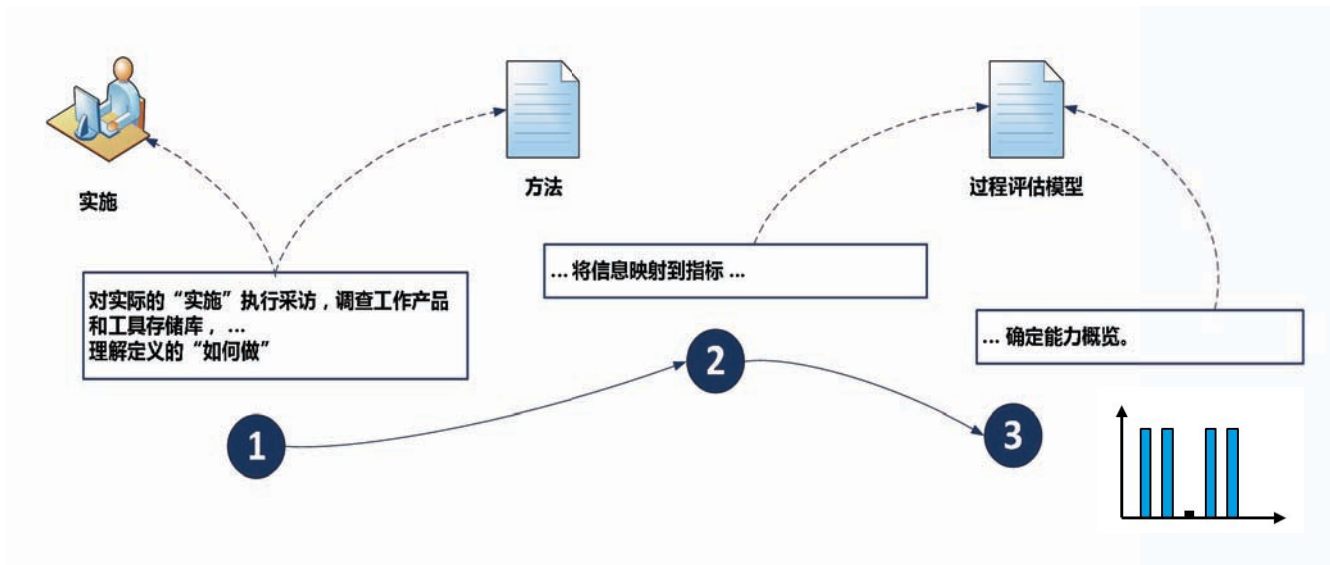 实施
方法
过程评估模型
对实际的“实施”执行采访，调查工作产品
和工具存储库， ...
理解定义的“如何做”
... 将信息映射到指标 ...
... 确定能力概览。
1
2
3